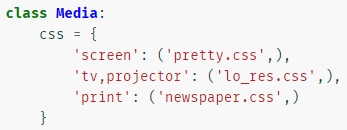 class Media:
    css = {
        'screen': ('pretty.css',),
        'tv,projector': ('lo_res.css',),
        'print': ('newspaper.css',)
    }